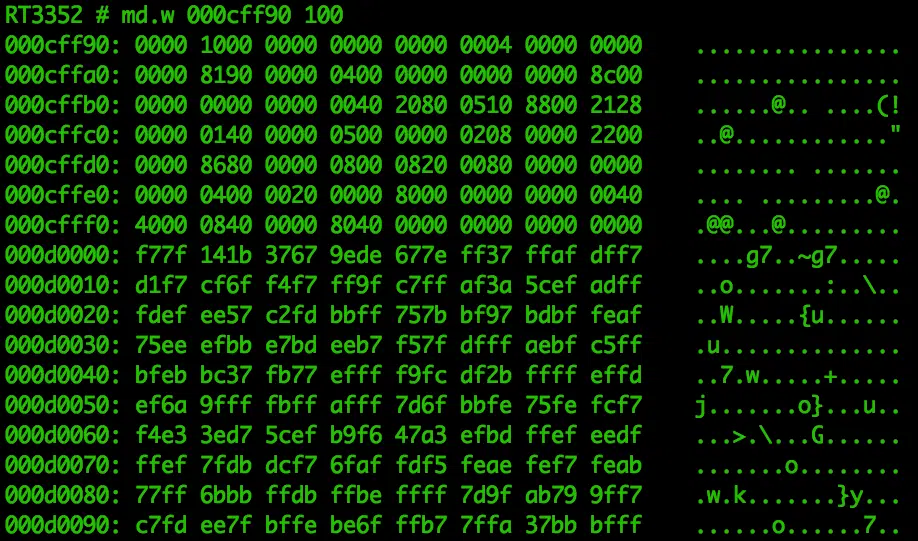 RT3352 # md.w 000cff90 100
000cff90: 0000 1000 0000 0000 0000 0004 0000 0000    ................
000cffa0: 0000 8190 0000 0400 0000 0000 0000 8c00    ................
000cffb0: 0000 0000 0000 0040 2080 0510 8800 2128    ......@.. ....(!
000cffc0: 0000 0140 0000 0500 0000 0208 0000 2200    ..@............"
000cffd0: 0000 8680 0000 0800 0820 0080 0000 0000    ........ .......
000cffe0: 0000 0400 0020 0000 8000 0000 0000 0040    .... .........@.
000cfff0: 4000 0840 0000 8040 0000 0000 0000 0000    .@@...@.........
000d0000: f77f 141b 3767 9ede 677e ff37 ffaf dff7    ....g7..~g7.....
000d0010: d1f7 cf6f f4f7 ff9f c7ff af3a 5cef adff    ..o.......:..\..
000d0020: fdef ee57 c2fd bbff 757b bf97 bdbf feaf    ..W.....{u......
000d0030: 75ee efbb e7bd eeb7 f57f dfff aebf c5ff    .u..............
000d0040: bfeb bc37 fb77 efff f9fc df2b ffff effd    ..7.w.....+.....
000d0050: ef6a 9fff fbff afff 7d6f bbfe 75fe fcf7    j.......o}...u..
000d0060: f4e3 3ed7 5cef b9f6 47a3 efbd ffef eedf    ...>.\...G......
000d0070: ffef 7fdb dcf7 6faf fdf5 feae fef7 feab    .......o........
000d0080: 77ff 6bbb ffdb ffbe ffff 7d9f ab79 9ff7    .w.k.......}y...
000d0090: c7fd ee7f bffe be6f ffb7 7ffa 37bb bfff    ......o.....7..